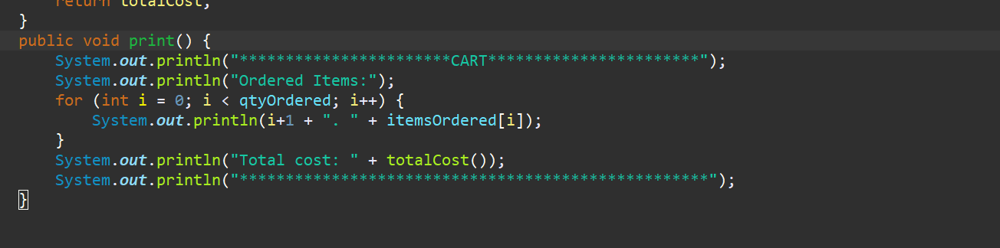 return totalCost;
}
public void print() {
System.out.println("***********************CART***********************");
System.out.println("Ordered Items:");
for (int i = 0; i < qtyOrdered; i++) {
System.out.println(i+1 + ". " + itemsOrdered[i]);
}
System.out.println("Total cost: " + totalCost());
System.out.println("***************************************************");
}